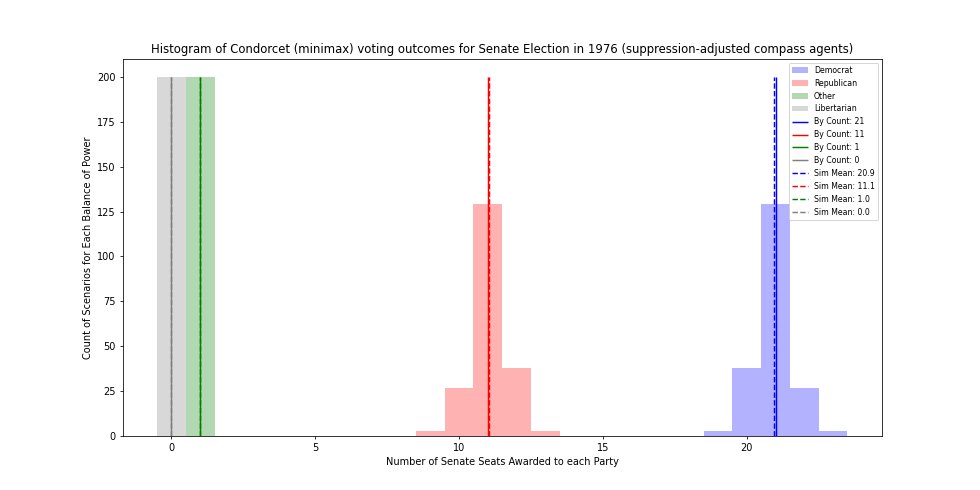 Histogram of Condorcet (minimax) voting outcomes for Senate Election in 1976 (suppression-adjusted compass agents)
Democrat
Republican
Other
Libertarian
By Count: 21
By Count: 11
By Count: 1
By Count: 0
Sim Mean: 20.9
Sim Mean: 11.1
Sim Mean: 1.0
Sim Mean: 0.0
Count of Scenarios for Each Balance of Power
200
175
150
125
100
75
50
25
0
0 5 10 15 20
Number of Senate Seats Awarded to each Party